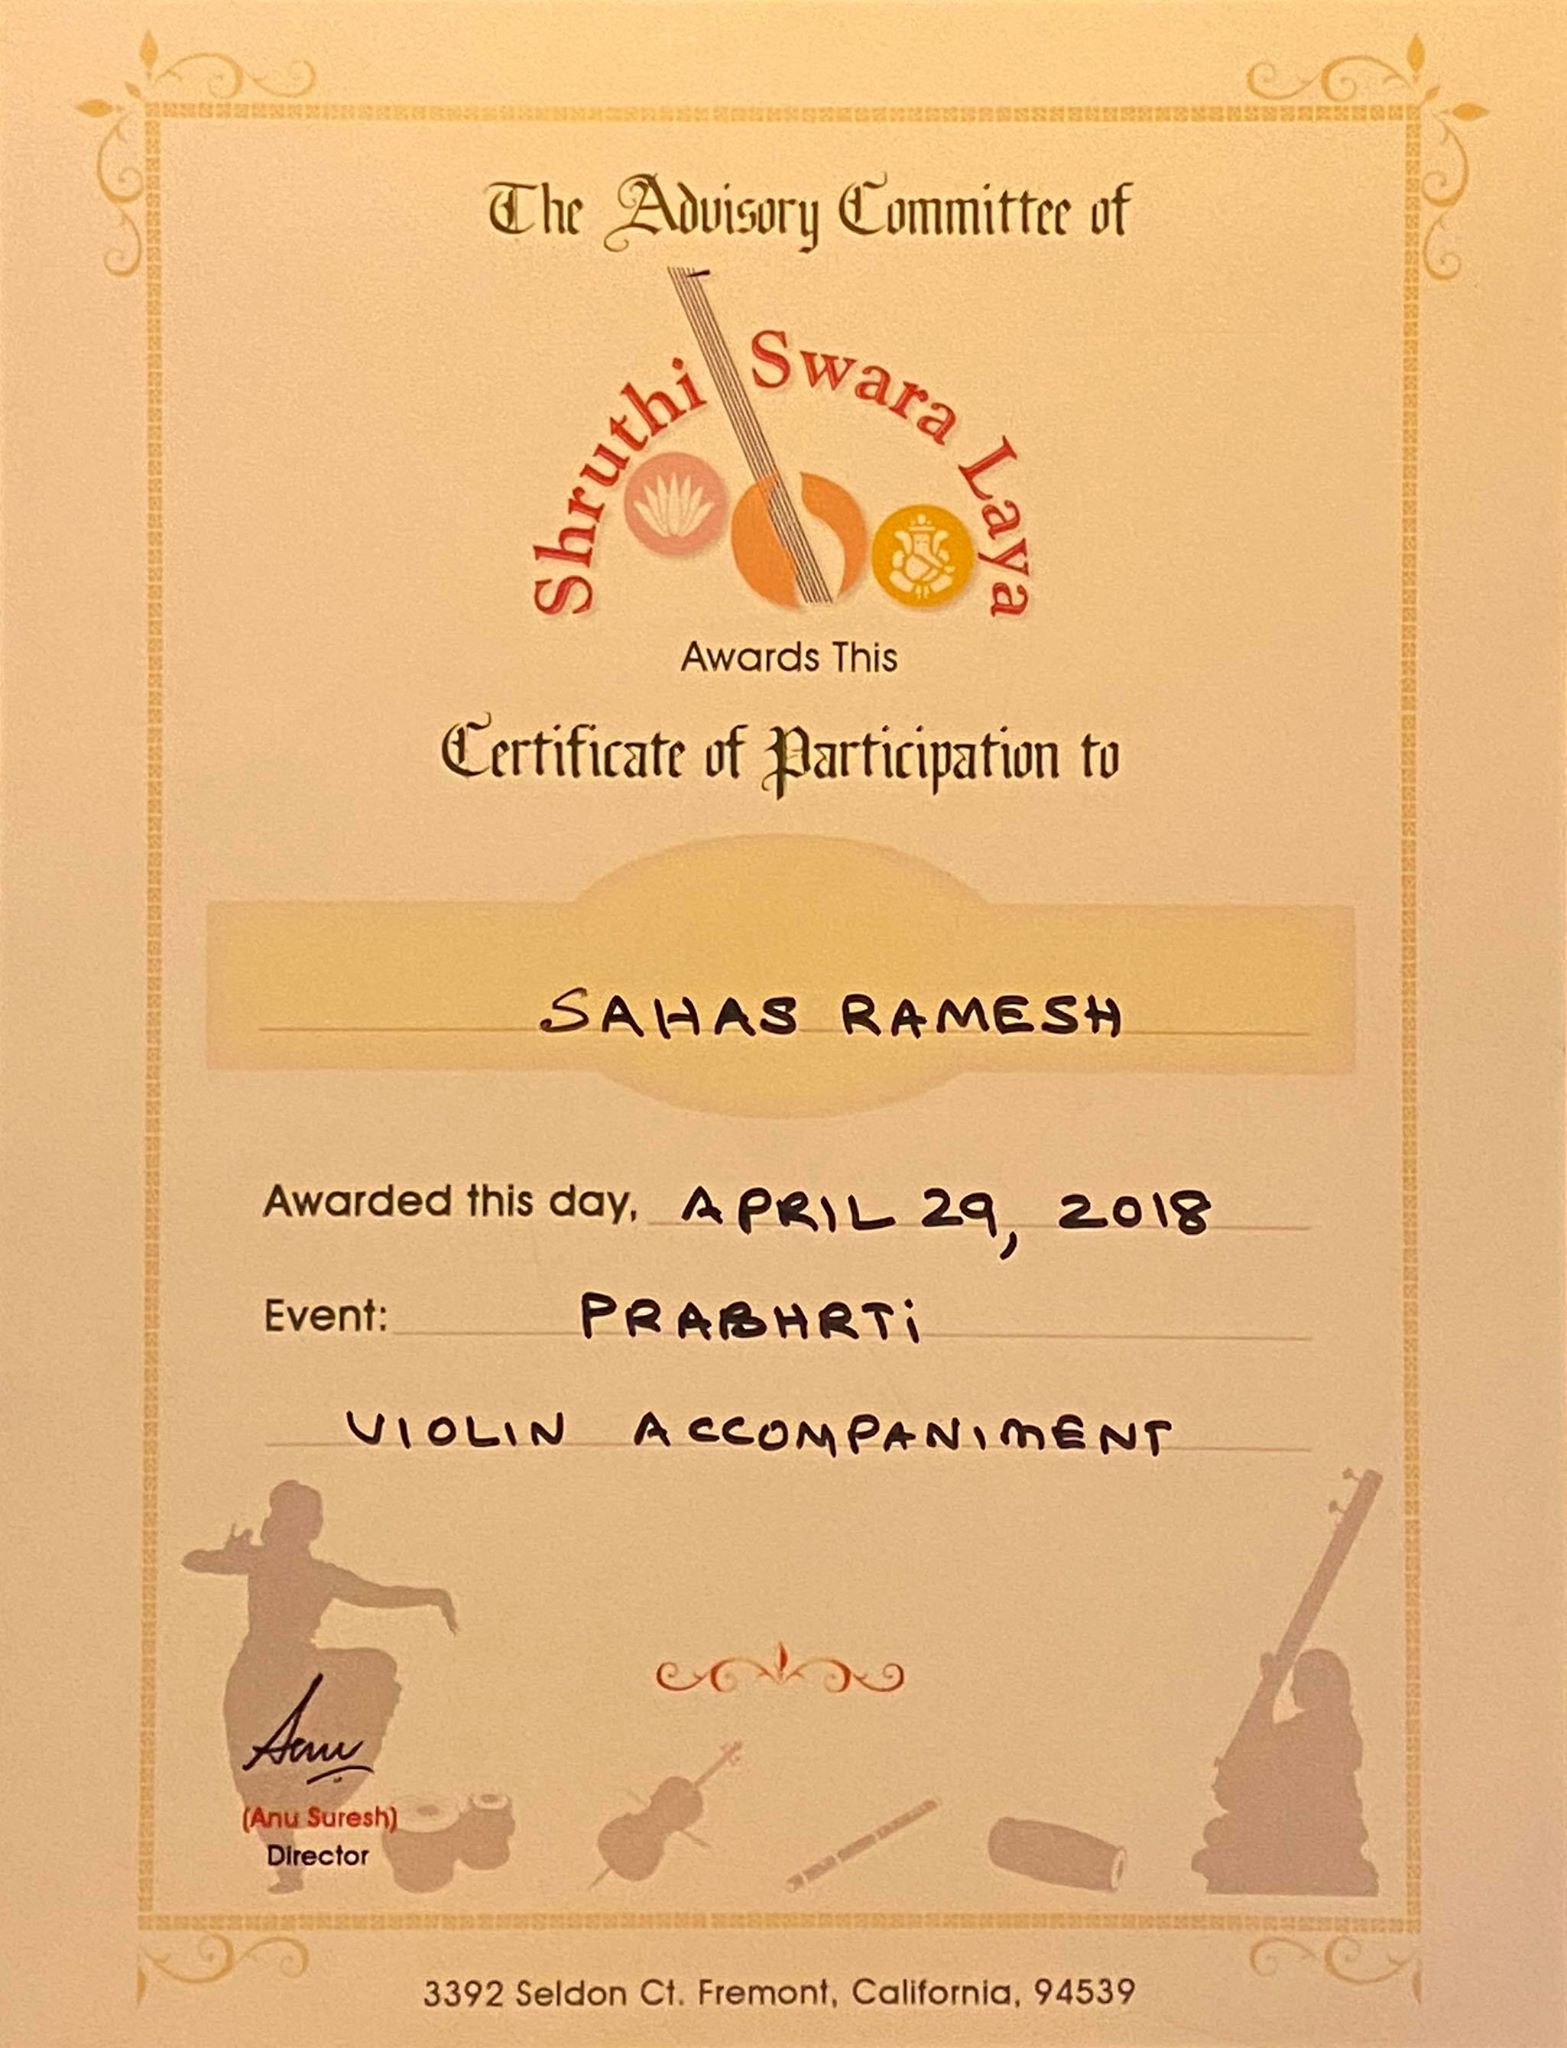 The Advisory Committee of
Shruthi Swara Laya
Awards This
Certificate of Participation to
SAHAS RAMESH
Awarded this day, APRIL 29, 2018
Event: PRABHRTi
VIOLIN ACCOMPANIMENT
Anu
(Anu Suresh)
Director
3392 Seldon Ct. Fremont, California, 94539